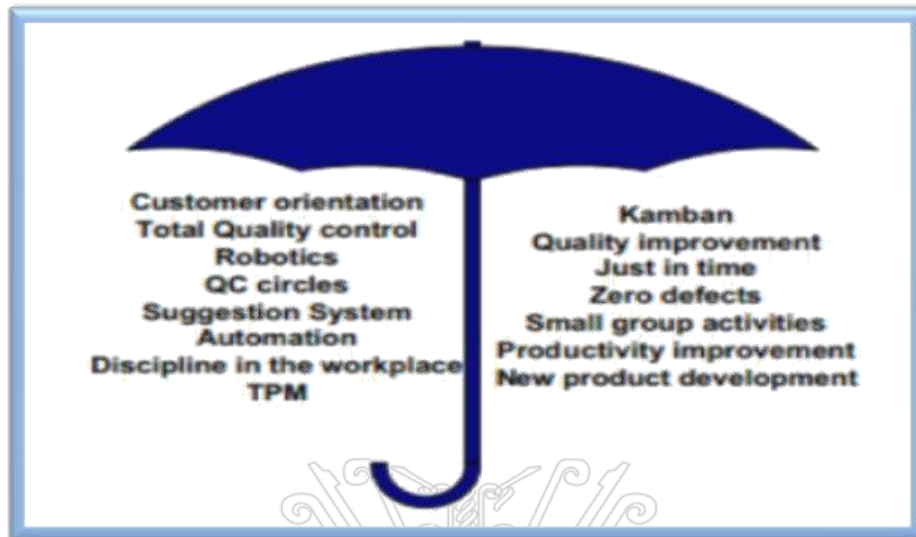 Customer orientation
Total Quality control
Robotics
QC circles
Suggestion System
Automation
Discipline in the workplace
TPM
Kamban
Quality improvement
Just in time
Zero defects
Small group activities
Productivity improvement
New product development